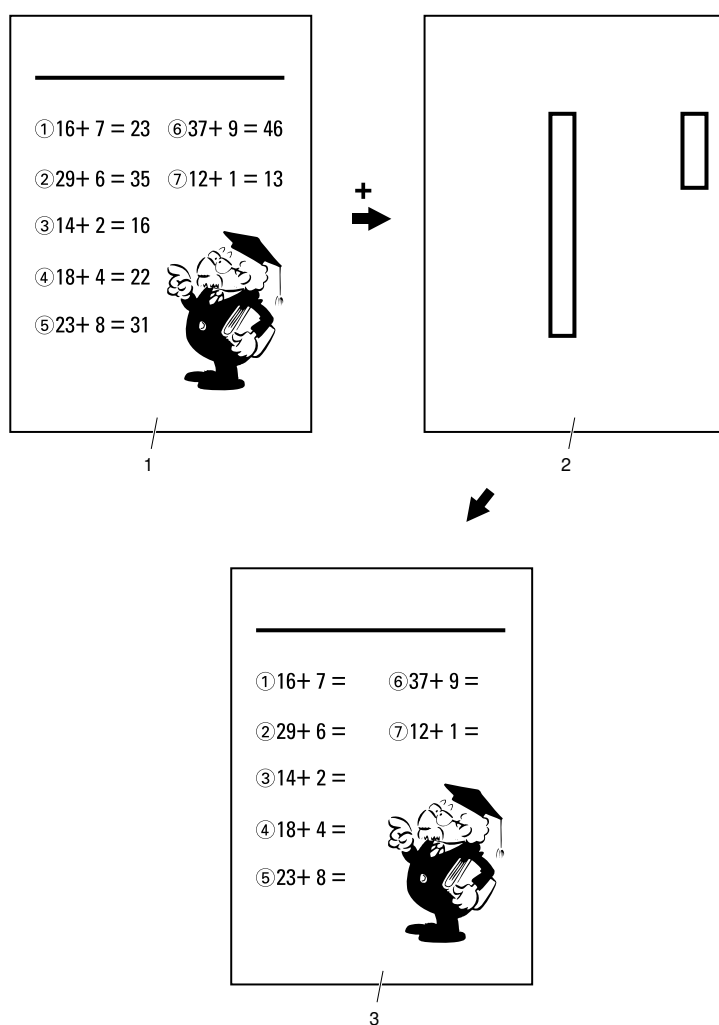 ①16+ 7 = 23 ⑥37+ 9 = 46
②29+ 6 = 35 ⑦12+ 1 = 13
③14+ 2 = 16
④18+ 4 = 22
⑤23+ 8 = 31
+
1
2
①16+ 7 = ⑥37+ 9 =
②29+ 6 = ⑦12+ 1 =
③14+ 2 =
④18+ 4 =
⑤23+ 8 =
3